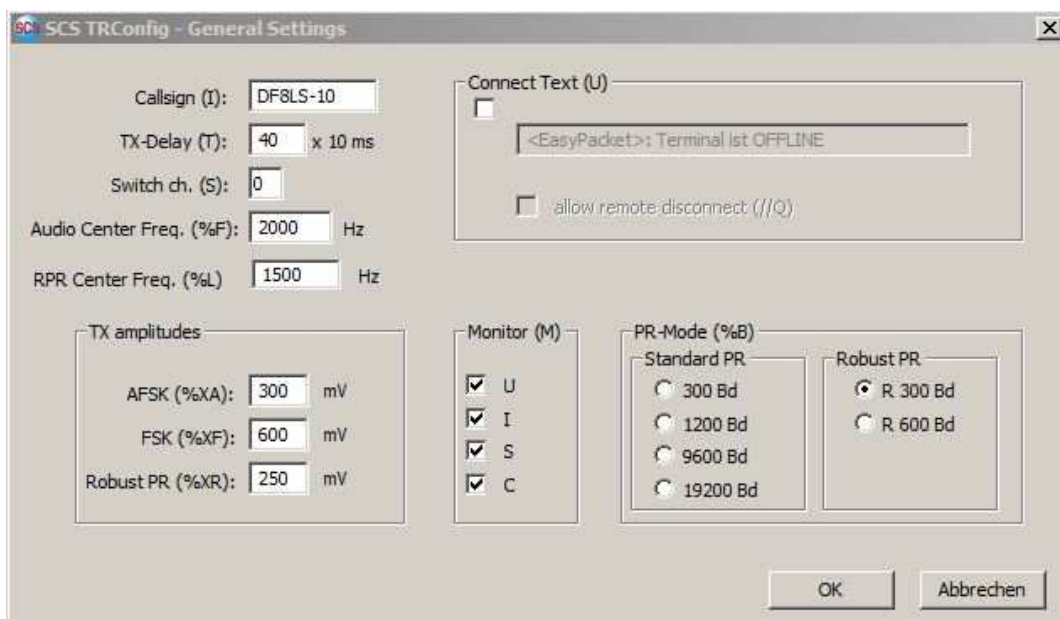 SCS SCS TRConfig - General Settings
Callsign (I): DF8LS-10
TX-Delay (T): 40 x 10 ms
Switch ch. (S): 0
Audio Center Freq. (%F): 2000 Hz
RPR Center Freq. (%L) 1500 Hz
Connect Text (U)
<EasyPacket>: Terminal ist OFFLINE
allow remote disconnect (//Q)
TX amplitudes
AFSK (%XA): 300 mV
FSK (%XF): 600 mV
Robust PR (%XR): 250 mV
Monitor (M)
U
I
S
C
PR-Mode (%B)
Standard PR
300 Bd
1200 Bd
9600 Bd
19200 Bd
Robust PR
R 300 Bd
R 600 Bd
OK
Abbrechen